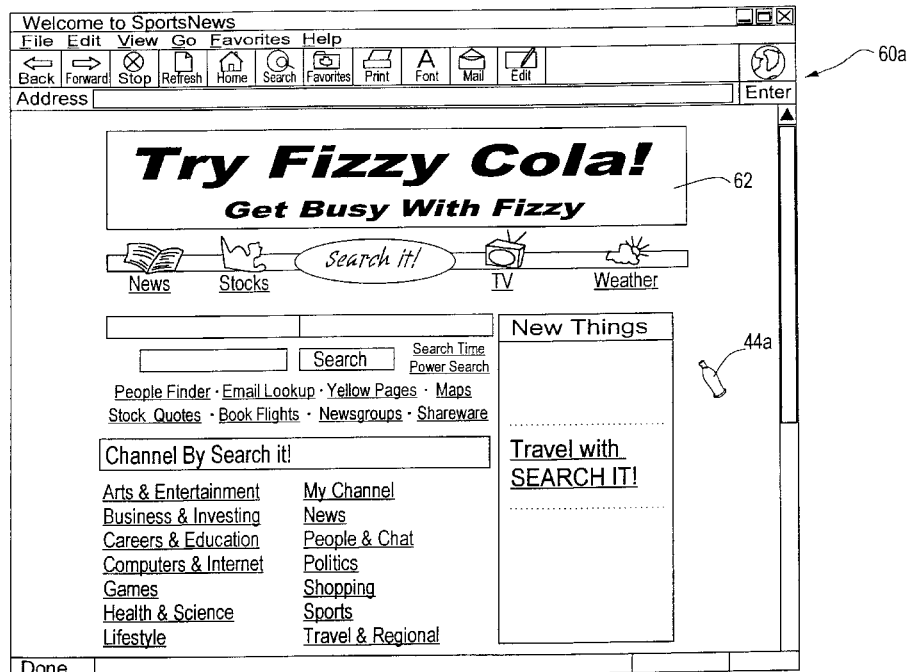 Welcome to SportsNews
File Edit View Go Favorites Help
Back Forward Stop Refresh Home Search Favorites Print Font Mail Edit
A
Address Enter
60a
Try Fizzy Cola!
Get Busy With Fizzy
62
Search it!
News Stocks TV Weather
New Things
Search Search Time
Power Search
44a
People Finder · Email Lookup · Yellow Pages · Maps
Stock Quotes · Book Flights · Newsgroups · Shareware
Travel with
SEARCH IT!
Channel By Search it!
Arts & Entertainment My Channel
Business & Investing News
Careers & Education People & Chat
Computers & Internet Politics
Games Shopping
Health & Science Sports
Lifestyle Travel & Regional
Done